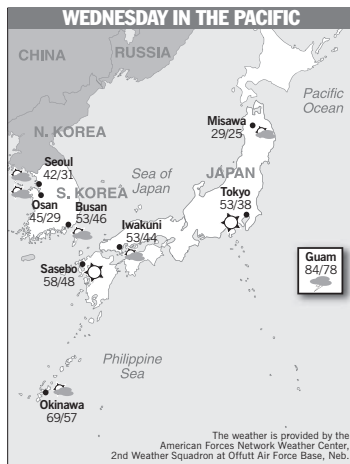 WEDNESDAY IN THE PACIFIC
CHINA
RUSSIA
Pacific
Ocean
Misawa
29/25
N. KOREA
Seoul
42/31
Sea of
Japan
JAPAN
S. KOREA
Osan
45/29
Busan
53/46
Tokyo
53/38
Iwakuni
53/44
Sasebo
58/48
Guam
84/78
Philippine
Sea
Okinawa
69/57
The weather is provided by the
American Forces Network Weather Center,
2nd Weather Squadron at Offutt Air Force Base, Neb.